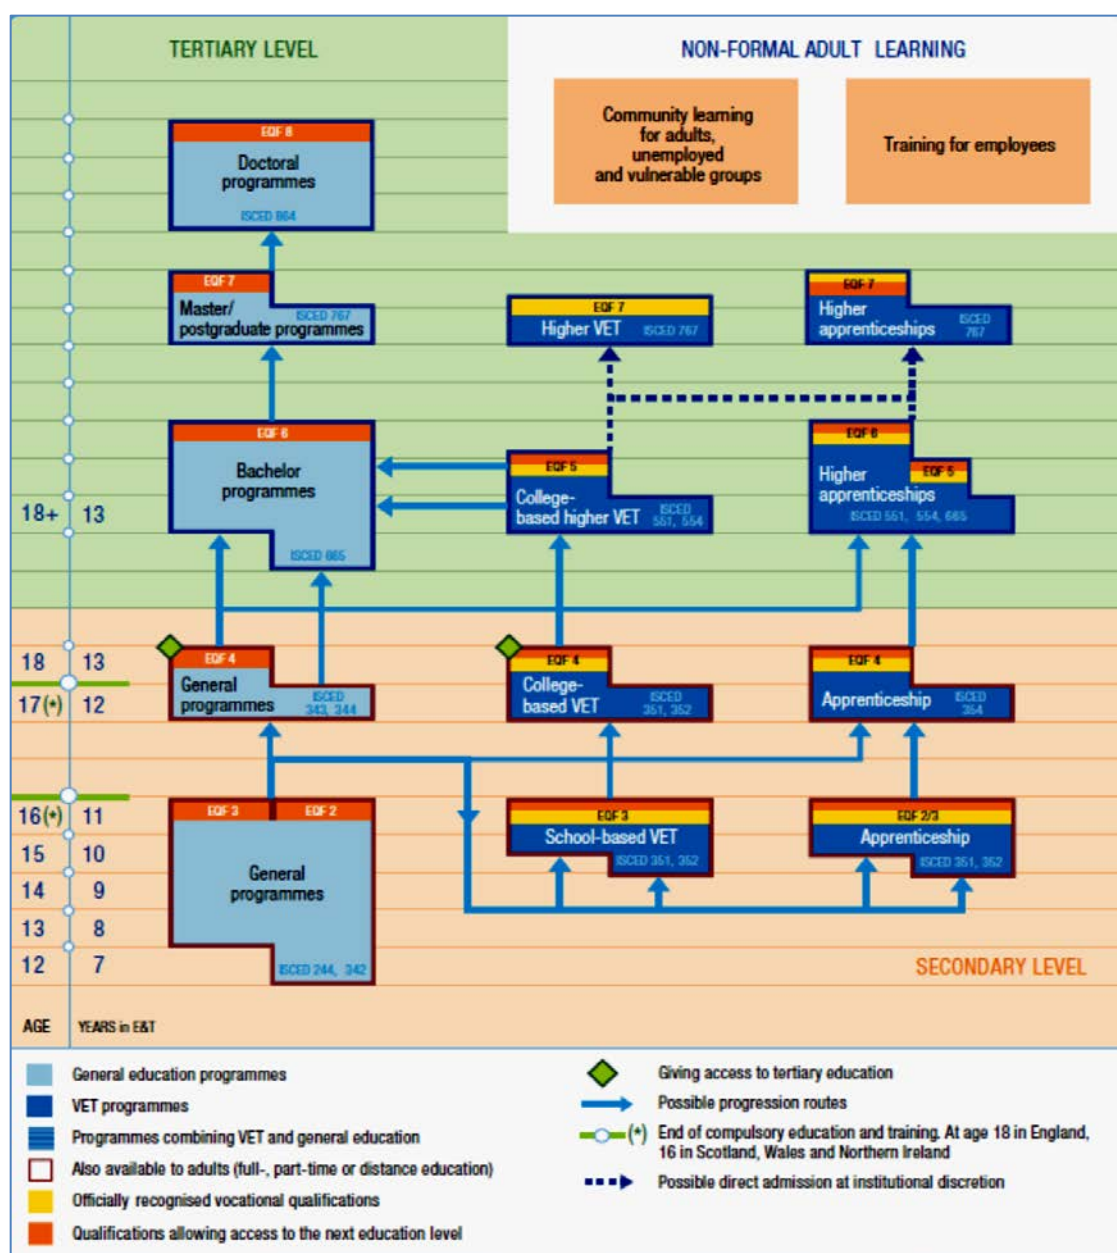 TERTIARY LEVEL
NON-FORMAL ADULT LEARNING
Community learning
for adults,
unemployed
and vulnerable groups
Training for employees
EQF 8
Doctoral
programmes
ISCED 864
EQF 7
Master/
postgraduate programmes
ISCED 767
EQF 7
Higher VET
ISCED 767
EQF 7
Higher
apprenticeships
ISCED
767
EQF 6
Bachelor
programmes
ISCED 665
EQF 5
College-
based higher VET
ISCED
551, 554
EQF 6
EQF 5
Higher
apprenticeships
ISCED 551, 554, 665
18+ 13
18 13
17(*) 12
EQF 4
General
programmes
ISCED
343, 344
EQF 4
College-
based VET
ISCED
351, 352
EQF 4
Apprenticeship
ISCED
354
16(*) 11
15 10
14 9
13 8
12 7
EQF 3
EQF 2
General
programmes
ISCED 244, 342
EQF 3
School-based VET
ISCED 351, 352
EQF 2/3
Apprenticeship
ISCED 351, 352
SECONDARY LEVEL
AGE YEARS in E&T
General education programmes
VET programmes
Programmes combining VET and general education
Also available to adults (full-, part-time or distance education)
Officially recognised vocational qualifications
Qualifications allowing access to the next education level
Giving access to tertiary education
Possible progression routes
(*) End of compulsory education and training. At age 18 in England,
16 in Scotland, Wales and Northern Ireland
Possible direct admission at institutional discretion